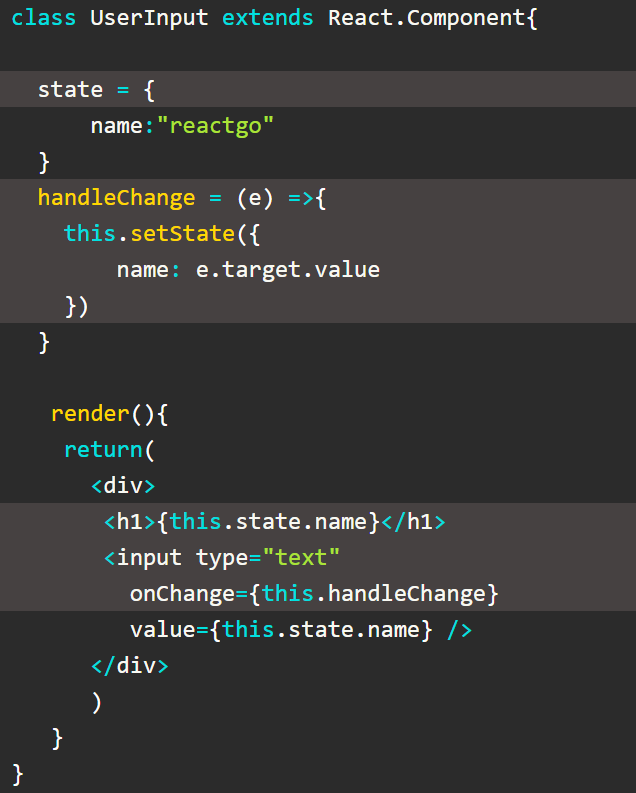 class UserInput extends React.Component{
state = {
name:"reactgo"
}
handleChange = (e) =>{
this.setState({
name: e.target.value
})
}
render(){
return(
<div>
<h1>{this.state.name}</h1>
<input type="text"
onChange={this.handleChange}
value={this.state.name} />
</div>
)
}
}